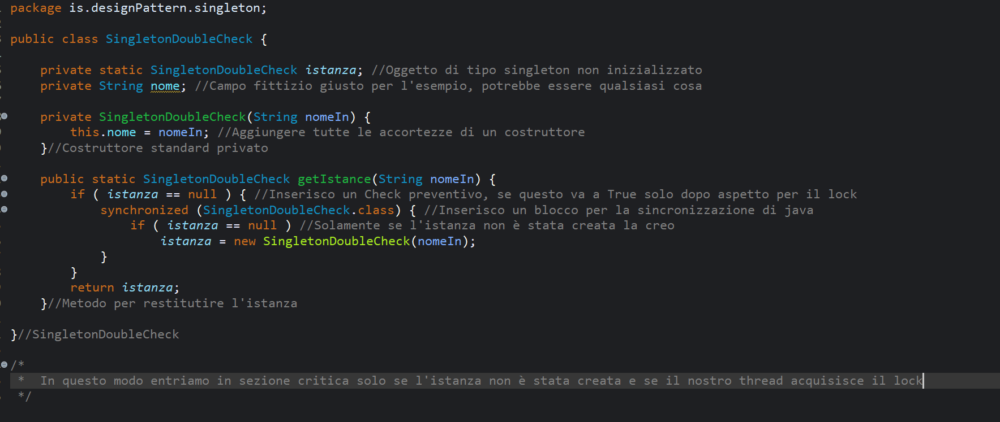 package is.designPattern.singleton;
public class SingletonDoubleCheck {
private static SingletonDoubleCheck istanza; //Oggetto di tipo singleton non inizializzato
private String nome; //Campo fittizio giusto per l'esempio, potrebbe essere qualsiasi cosa
private SingletonDoubleCheck(String nomeIn) {
this.nome = nomeIn; //Aggiungere tutte le accortezze di un costruttore
}//Costruttore standard privato
public static SingletonDoubleCheck getIstance(String nomeIn) {
if ( istanza == null ) { //Inserisco un Check preventivo, se questo va a True solo dopo aspetto per il lock
synchronized (SingletonDoubleCheck.class) { //Inserisco un blocco per la sincronizzazione di java
if ( istanza == null ) //Solamente se l'istanza non è stata creata la creo
istanza = new SingletonDoubleCheck(nomeIn);
}
}
return istanza;
}//Metodo per restitutire l'istanza
}//SingletonDoubleCheck
/*
* In questo modo entriamo in sezione critica solo se l'istanza non è stata creata e se il nostro thread acquisisce il lock
*/